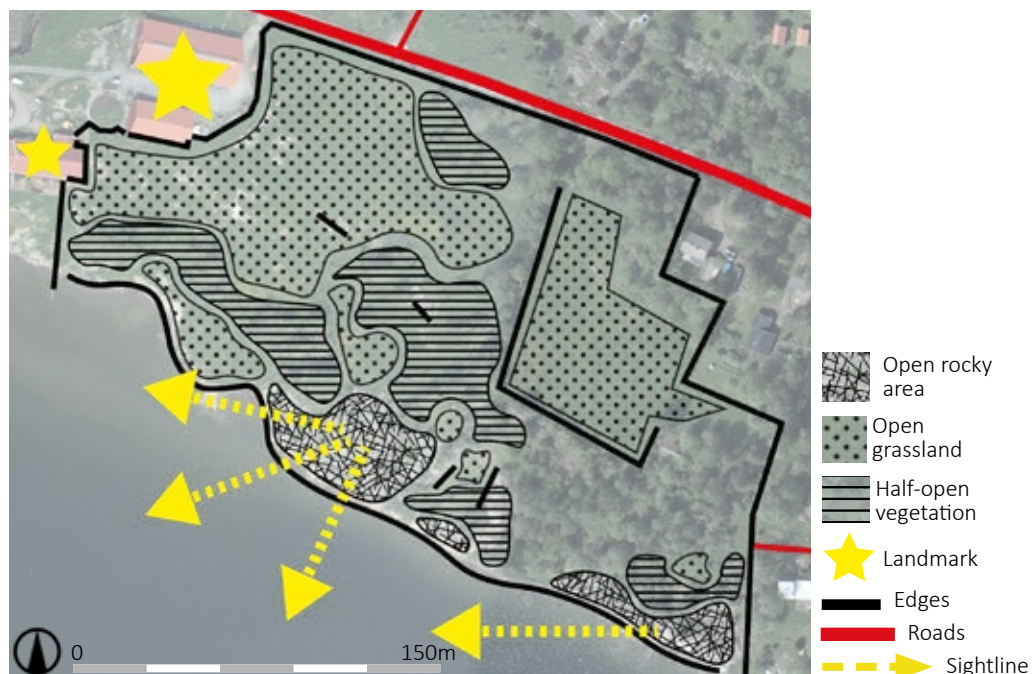 Open rocky
area
Open
grassland
Half-open
vegetation
Landmark
Edges
Roads
Sightline
0
150m